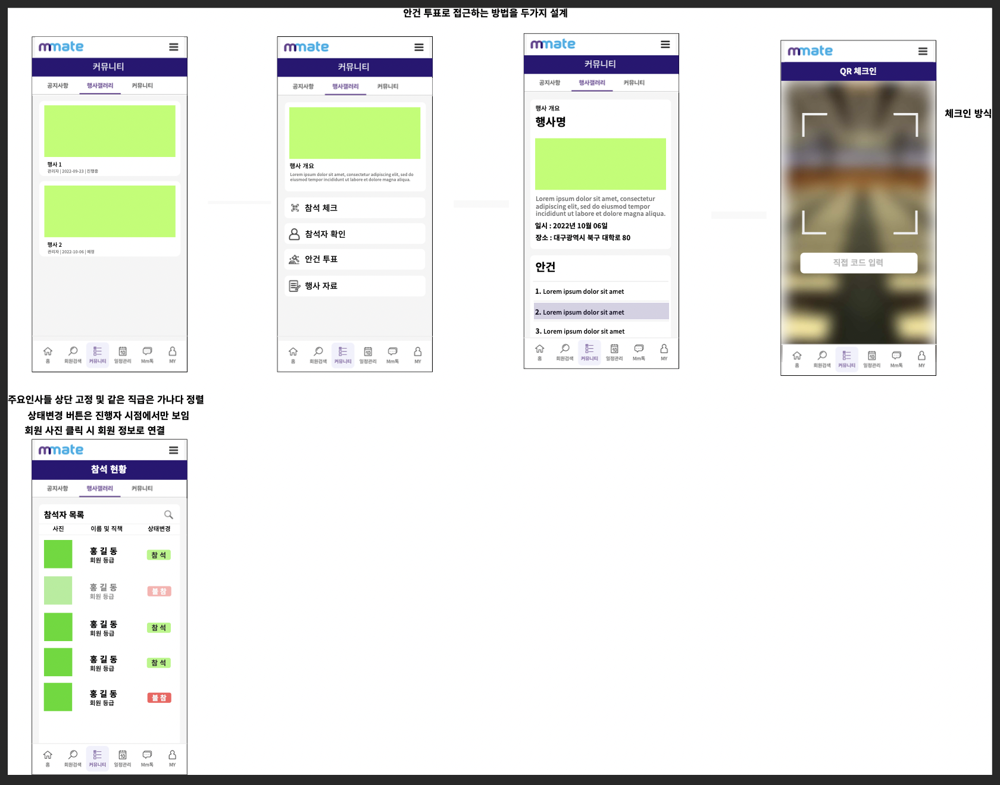 안건 투표로 접근하는 방법을 두가지 설계
mmate
커뮤니티
공지사항 행사갤러리 커뮤니티
행사 1
관리자 | 2022-09-23 | 진행중
행사 2
관리자 | 2022-10-06 | 예정
홈 회원검색 커뮤니티 일정관리 Mm톡 MY
10
mmate
커뮤니티
공지사항 행사갤러리 커뮤니티
행사 개요
Lorem ipsum dolor sit amet, consectetur adipiscing elit, sed do
eiusmod tempor incididunt ut labore et dolore magna aliqua.
참석 체크
참석자 확인
안건 투표
행사 자료
10
홈 회원검색 커뮤니티 일정관리 Mm톡 MY
mmate
커뮤니티
공지사항 행사갤러리 커뮤니티
행사 개요
행사명
Lorem ipsum dolor sit amet, consectetur
adipiscing elit, sed do eiusmod tempor
incididunt ut labore et dolore magna aliqua.
일시 : 2022년 10월 06일
장소 : 대구광역시 북구 대학로 80
안건
1. Lorem ipsum dolor sit amet
2. Lorem ipsum dolor sit amet
3. Lorem ipsum dolor sit amet
10
홈 회원검색 커뮤니티 일정관리 Mm톡 MY
mmate
QR 체크인
직접 코드 입력
10
홈 회원검색 커뮤니티 일정관리 Mm톡 MY
체크인 방식
주요인사들 상단 고정 및 같은 직급은 가나다 정렬
상태변경 버튼은 진행자 시점에서만 보임
회원 사진 클릭 시 회원 정보로 연결
mmate
참석 현황
공지사항 행사갤러리 커뮤니티
참석자 목록
사진 이름 및 직책 상태변경
홍 길 동
회원 등급
참 석
홍 길 동
회원 등급
불 참
홍 길 동
회원 등급
참 석
홍 길 동
회원 등급
참 석
홍 길 동
회원 등급
불 참
10
홈 회원검색 커뮤니티 일정관리 Mm톡 MY